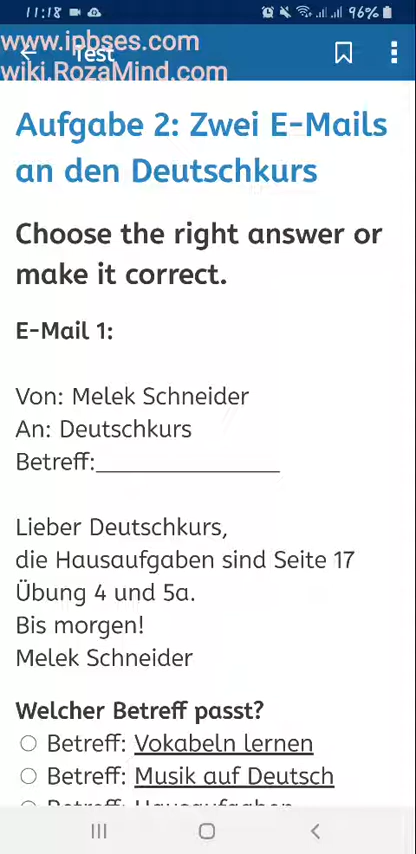 11:18
96%
www.ipbses.com
Test
wiki.RozaMind.com
Aufgabe 2: Zwei E-Mails
an den Deutschkurs
Choose the right answer or
make it correct.
E-Mail 1:
Von: Melek Schneider
An: Deutschkurs
Betreff:_________________
Lieber Deutschkurs,
die Hausaufgaben sind Seite 17
Übung 4 und 5a.
Bis morgen!
Melek Schneider
Welcher Betreff passt?
Betreff: Vokabeln lernen
Betreff: Musik auf Deutsch
Betreff: Hausaufgaben